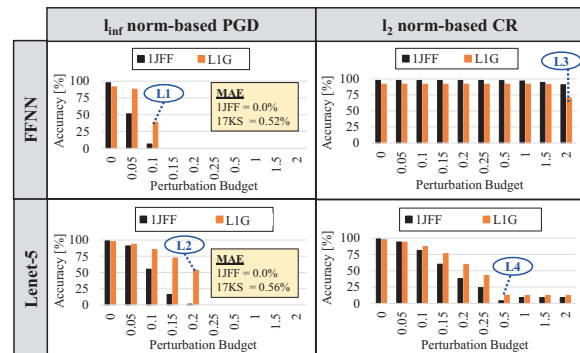 l_inf norm-based PGD
l_2 norm-based CR
FFNN
1JFF L1G
Accuracy [%]
100
75
50
25
0
L1
MAE
1JFF = 0.0%
17KS = 0.52%
0 0.05 0.1 0.15 0.2 0.25 0.5 1 1.5 2
Perturbation Budget
1JFF L1G
L3
Accuracy [%]
100
75
50
25
0
0 0.05 0.1 0.15 0.2 0.25 0.5 1 1.5 2
Perturbation Budget
Lenet-5
1JFF L1G
Accuracy [%]
100
75
50
25
0
L2
MAE
1JFF = 0.0%
17KS = 0.56%
0 0.05 0.1 0.15 0.2 0.25 0.5 1 1.5 2
Perturbation Budget
1JFF L1G
Accuracy [%]
100
75
50
25
0
L4
0 0.05 0.1 0.15 0.2 0.25 0.5 1 1.5 2
Perturbation Budget